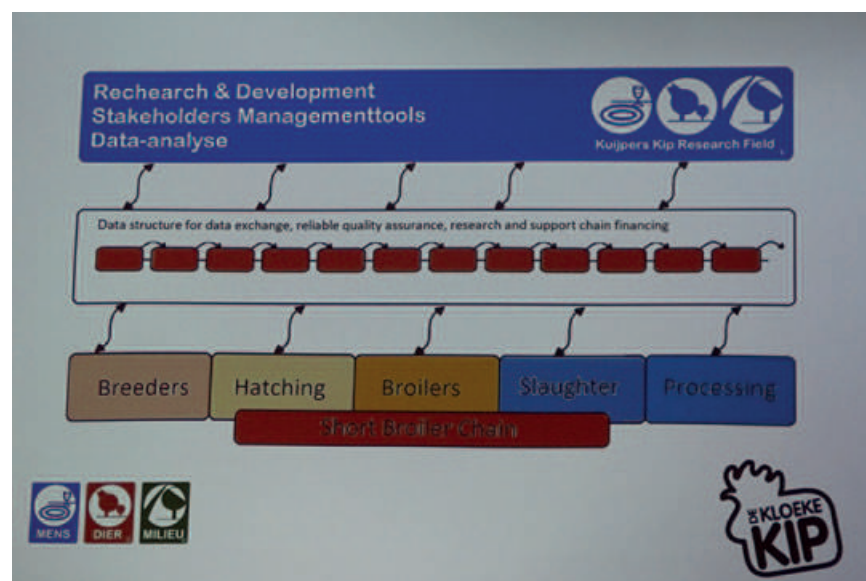 Rechearch & Development
Stakeholders Managementtools
Data-analyse
Kuijpers Kip Research Field
Data structure for data exchange, reliable quality assurance, research and support chain financing
Breeders
Hatching
Broilers
Slaughter
Processing
Short Broiler Chain
MENS
DIER
MILIEU
DE KLOEKE
KIP